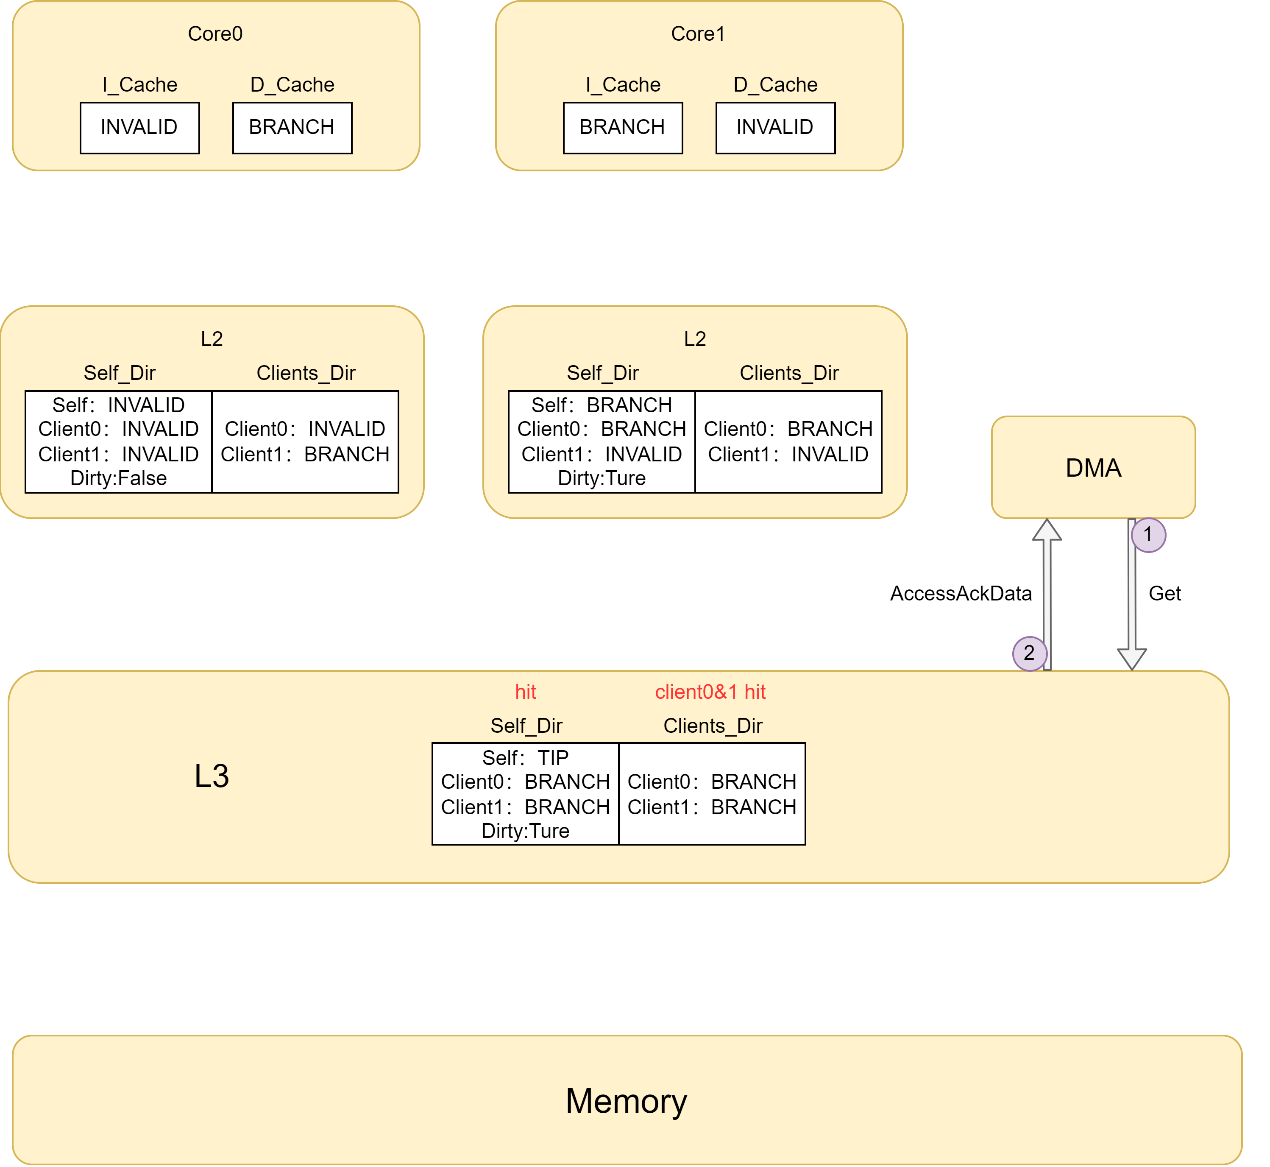 Core0
I_Cache
D_Cache
INVALID
BRANCH
Core1
I_Cache
D_Cache
BRANCH
INVALID
L2
Self_Dir
Clients_Dir
Self: INVALID
Client0: INVALID
Client1: INVALID
Dirty:False
Client0: INVALID
Client1: BRANCH
L2
Self_Dir
Clients_Dir
Self: BRANCH
Client0: BRANCH
Client1: INVALID
Dirty:Ture
Client0: BRANCH
Client1: INVALID
DMA
1
AccessAckData
Get
2
hit
client0&1 hit
Self_Dir
Clients_Dir
L3
Self: TIP
Client0: BRANCH
Client1: BRANCH
Dirty:Ture
Client0: BRANCH
Client1: BRANCH
Memory